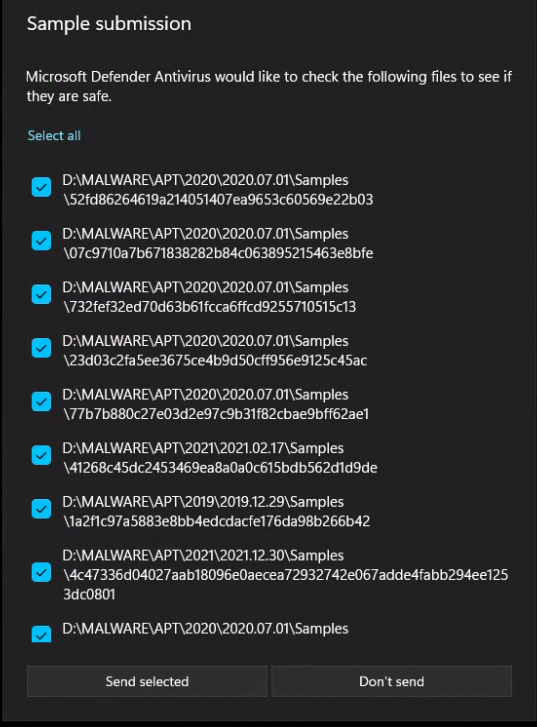 Sample submission
Microsoft Defender Antivirus would like to check the following files to see if
they are safe.
Select all
D:\MALWARE\APT\2020\2020.07.01\Samples
\52fd86264619a214051407ea9653c60569e22b03
D:\MALWARE\APT\2020\2020.07.01\Samples
\07c9710a7b671838282b84c063895215463e8bfe
D:\MALWARE\APT\2020\2020.07.01\Samples
\732fef32ed70d63b61fcca6ffcd9255710515c13
D:\MALWARE\APT\2020\2020.07.01\Samples
\23d03c2fa5ee3675ce4b9d50cff956e9125c45ac
D:\MALWARE\APT\2020\2020.07.01\Samples
\77b7b880c27e03d2e97c9b31f82cbae9bff62ae1
D:\MALWARE\APT\2021\2021.02.17\Samples
\41268c45dc2453469ea8a0a0c615bdb562d1d9de
D:\MALWARE\APT\2019\2019.12.29\Samples
\1a2f1c97a5883e8bb4edcdacfe176da98b266b42
D:\MALWARE\APT\2021\2021.12.30\Samples
\4c47336d04027aab18096e0aecea72932742e067adde4fabb294ee125
3dc0801
D:\MALWARE\APT\2020\2020.07.01\Samples
Send selected
Don't send